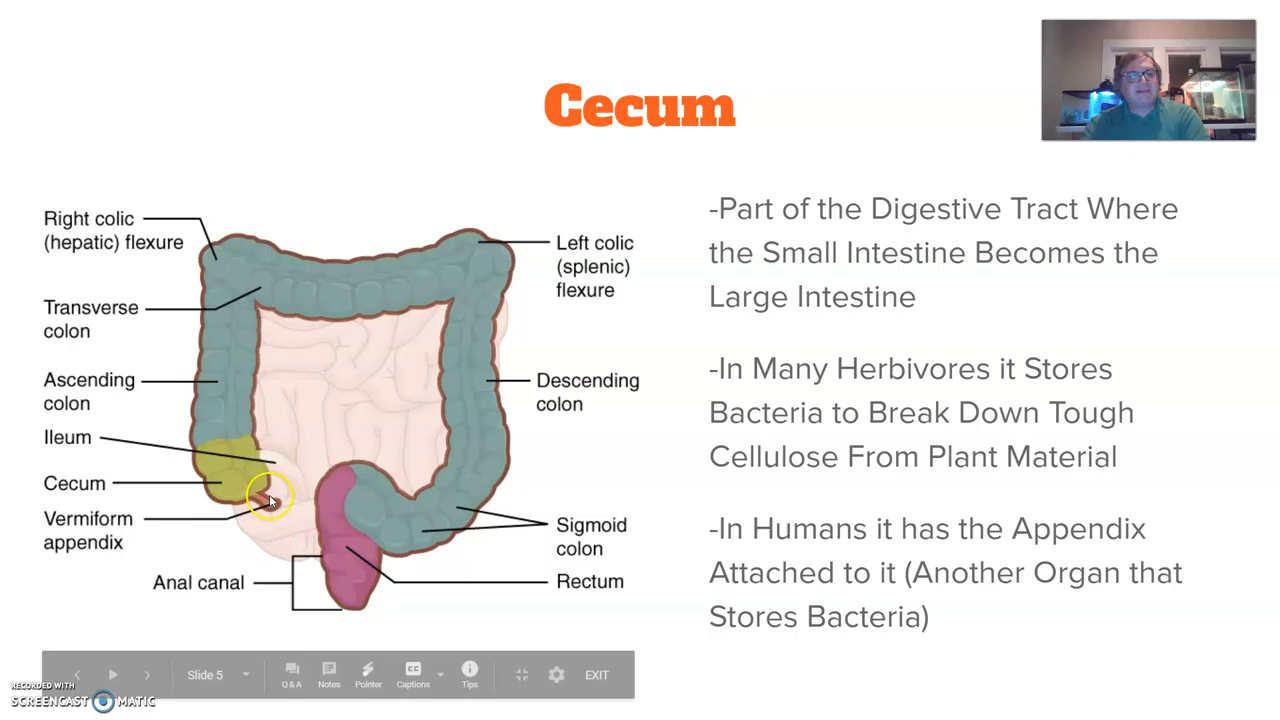 Cecum
Right colic
(hepatic) flexure
Transverse
colon
Ascending
colon
Ileum
Cecum
Vermiform
appendix
Anal canal
Left colic
(splenic)
flexure
Descending
colon
Sigmoid
colon
Rectum
-Part of the Digestive Tract Where
the Small Intestine Becomes the
Large Intestine
-In Many Herbivores it Stores
Bacteria to Break Down Tough
Cellulose From Plant Material
-In Humans it has the Appendix
Attached to it (Another Organ that
Stores Bacteria)
Slide 5
Q & A
Notes
Pointer
CC
Captions
Tips
EXIT
RECORDED WITH
SCREENCAST MATIC